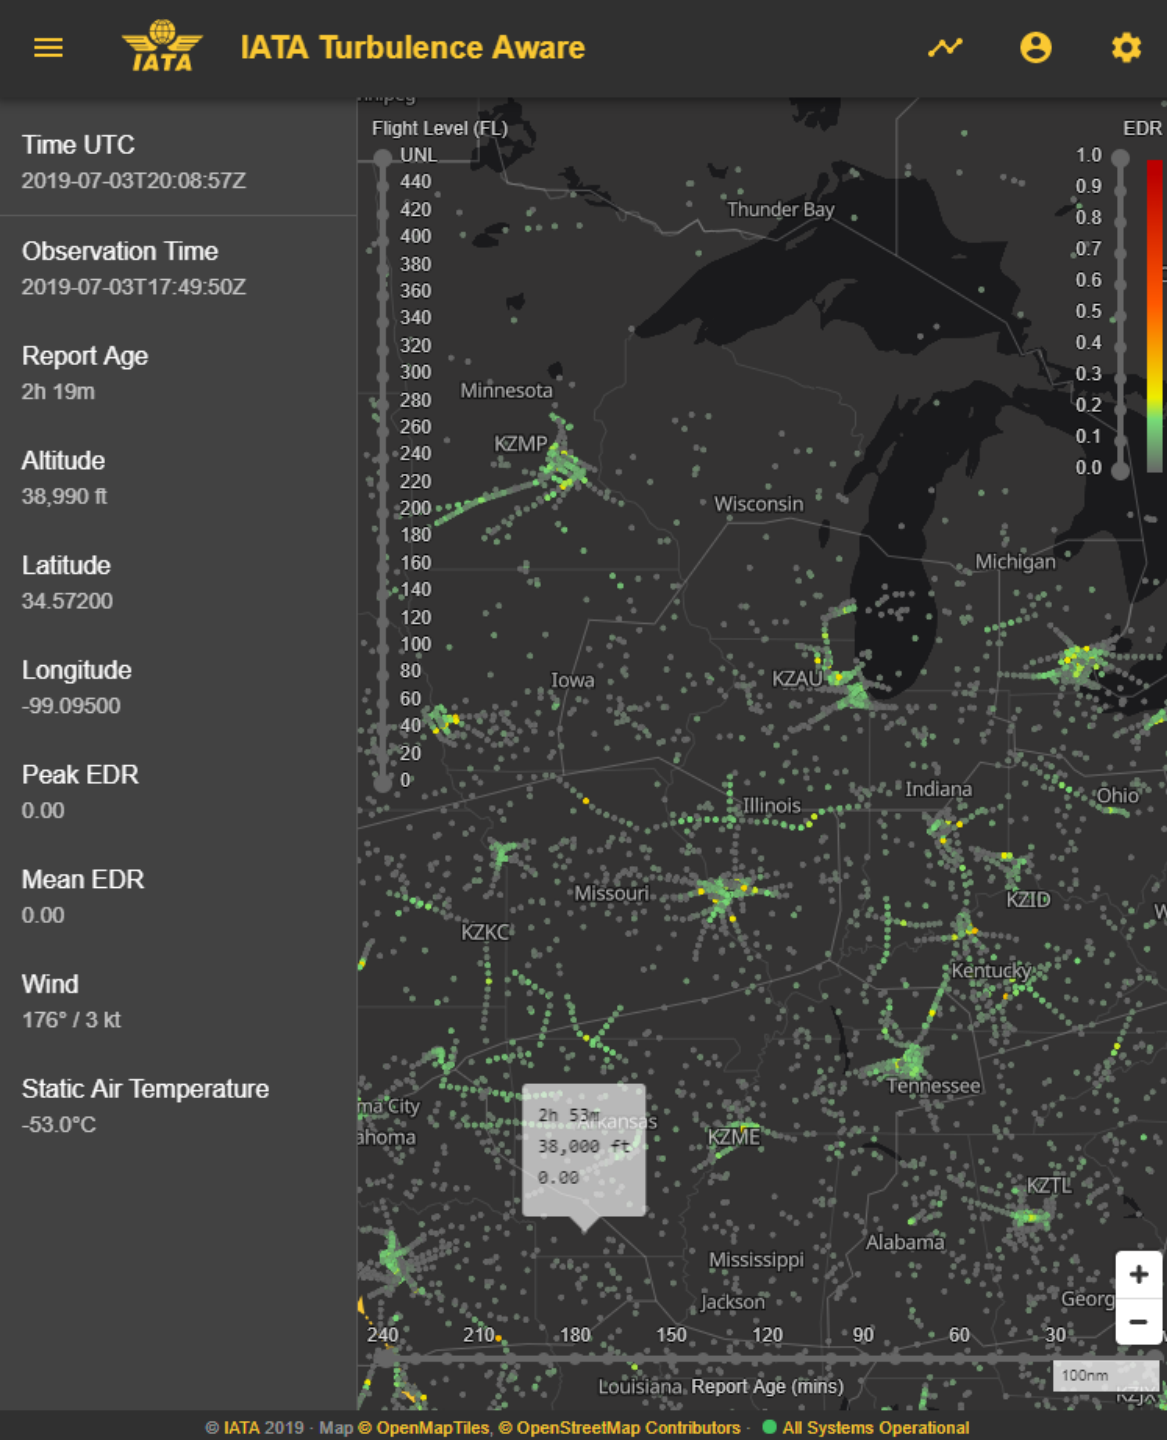 IATA
IATA Turbulence Aware
Time UTC
2019-07-03T20:08:57Z
Observation Time
2019-07-03T17:49:50Z
Report Age
2h 19m
Altitude
38,990 ft
Latitude
34.57200
Longitude
-99.09500
Peak EDR
0.00
Mean EDR
0.00
Wind
176° / 3 kt
Static Air Temperature
-53.0°C
Flight Level (FL)
UNL
440
420
400
380
360
340
320
300
280
260
240
220
200
180
160
140
120
100
80
60
40
20
0
EDR
1.0
0.9
0.8
0.7
0.6
0.5
0.4
0.3
0.2
0.1
0.0
Thunder Bay
Minnesota
KZMP
Wisconsin
Michigan
Iowa
KZAU
Illinois
Indiana
Ohio
Missouri
KZID
KZKC
Kentucky
Tennessee
ma City
ahoma
Arkansas
2h 53m
38,000 ft
0.00
KZME
KZTL
Alabama
Mississippi
Jackson
Georg
+
−
240 210 180 150 120 90 60 30
Louisiana
Report Age (mins)
100nm
KZJX
© IATA 2019 · Map © OpenMapTiles, © OpenStreetMap Contributors · All Systems Operational